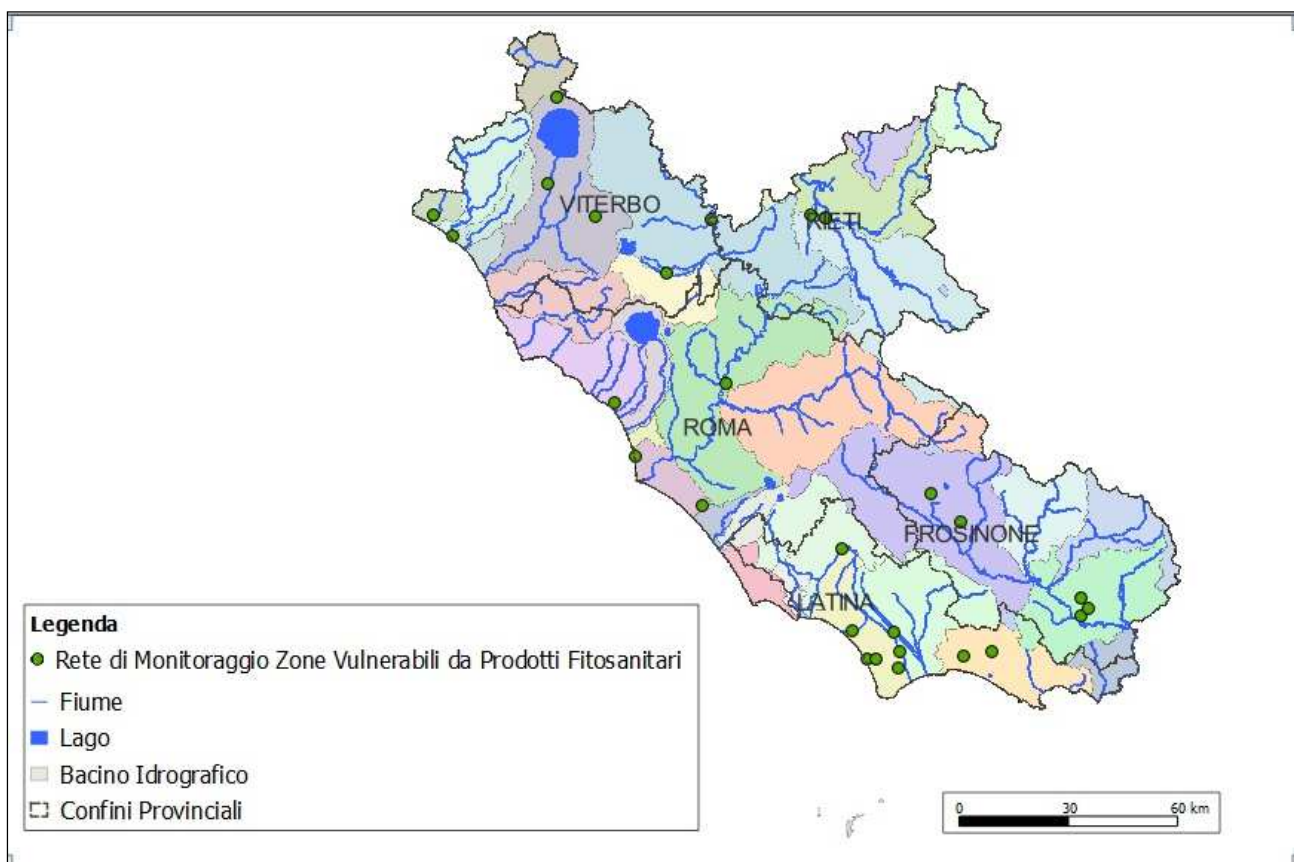 VITERBO
RIETI
ROMA
FROSINONE
LATINA
Legenda
Rete di Monitoraggio Zone Vulnerabili da Prodotti Fitosanitari
Fiume
Lago
Bacino Idrografico
Confini Provinciali
0 30 60 km